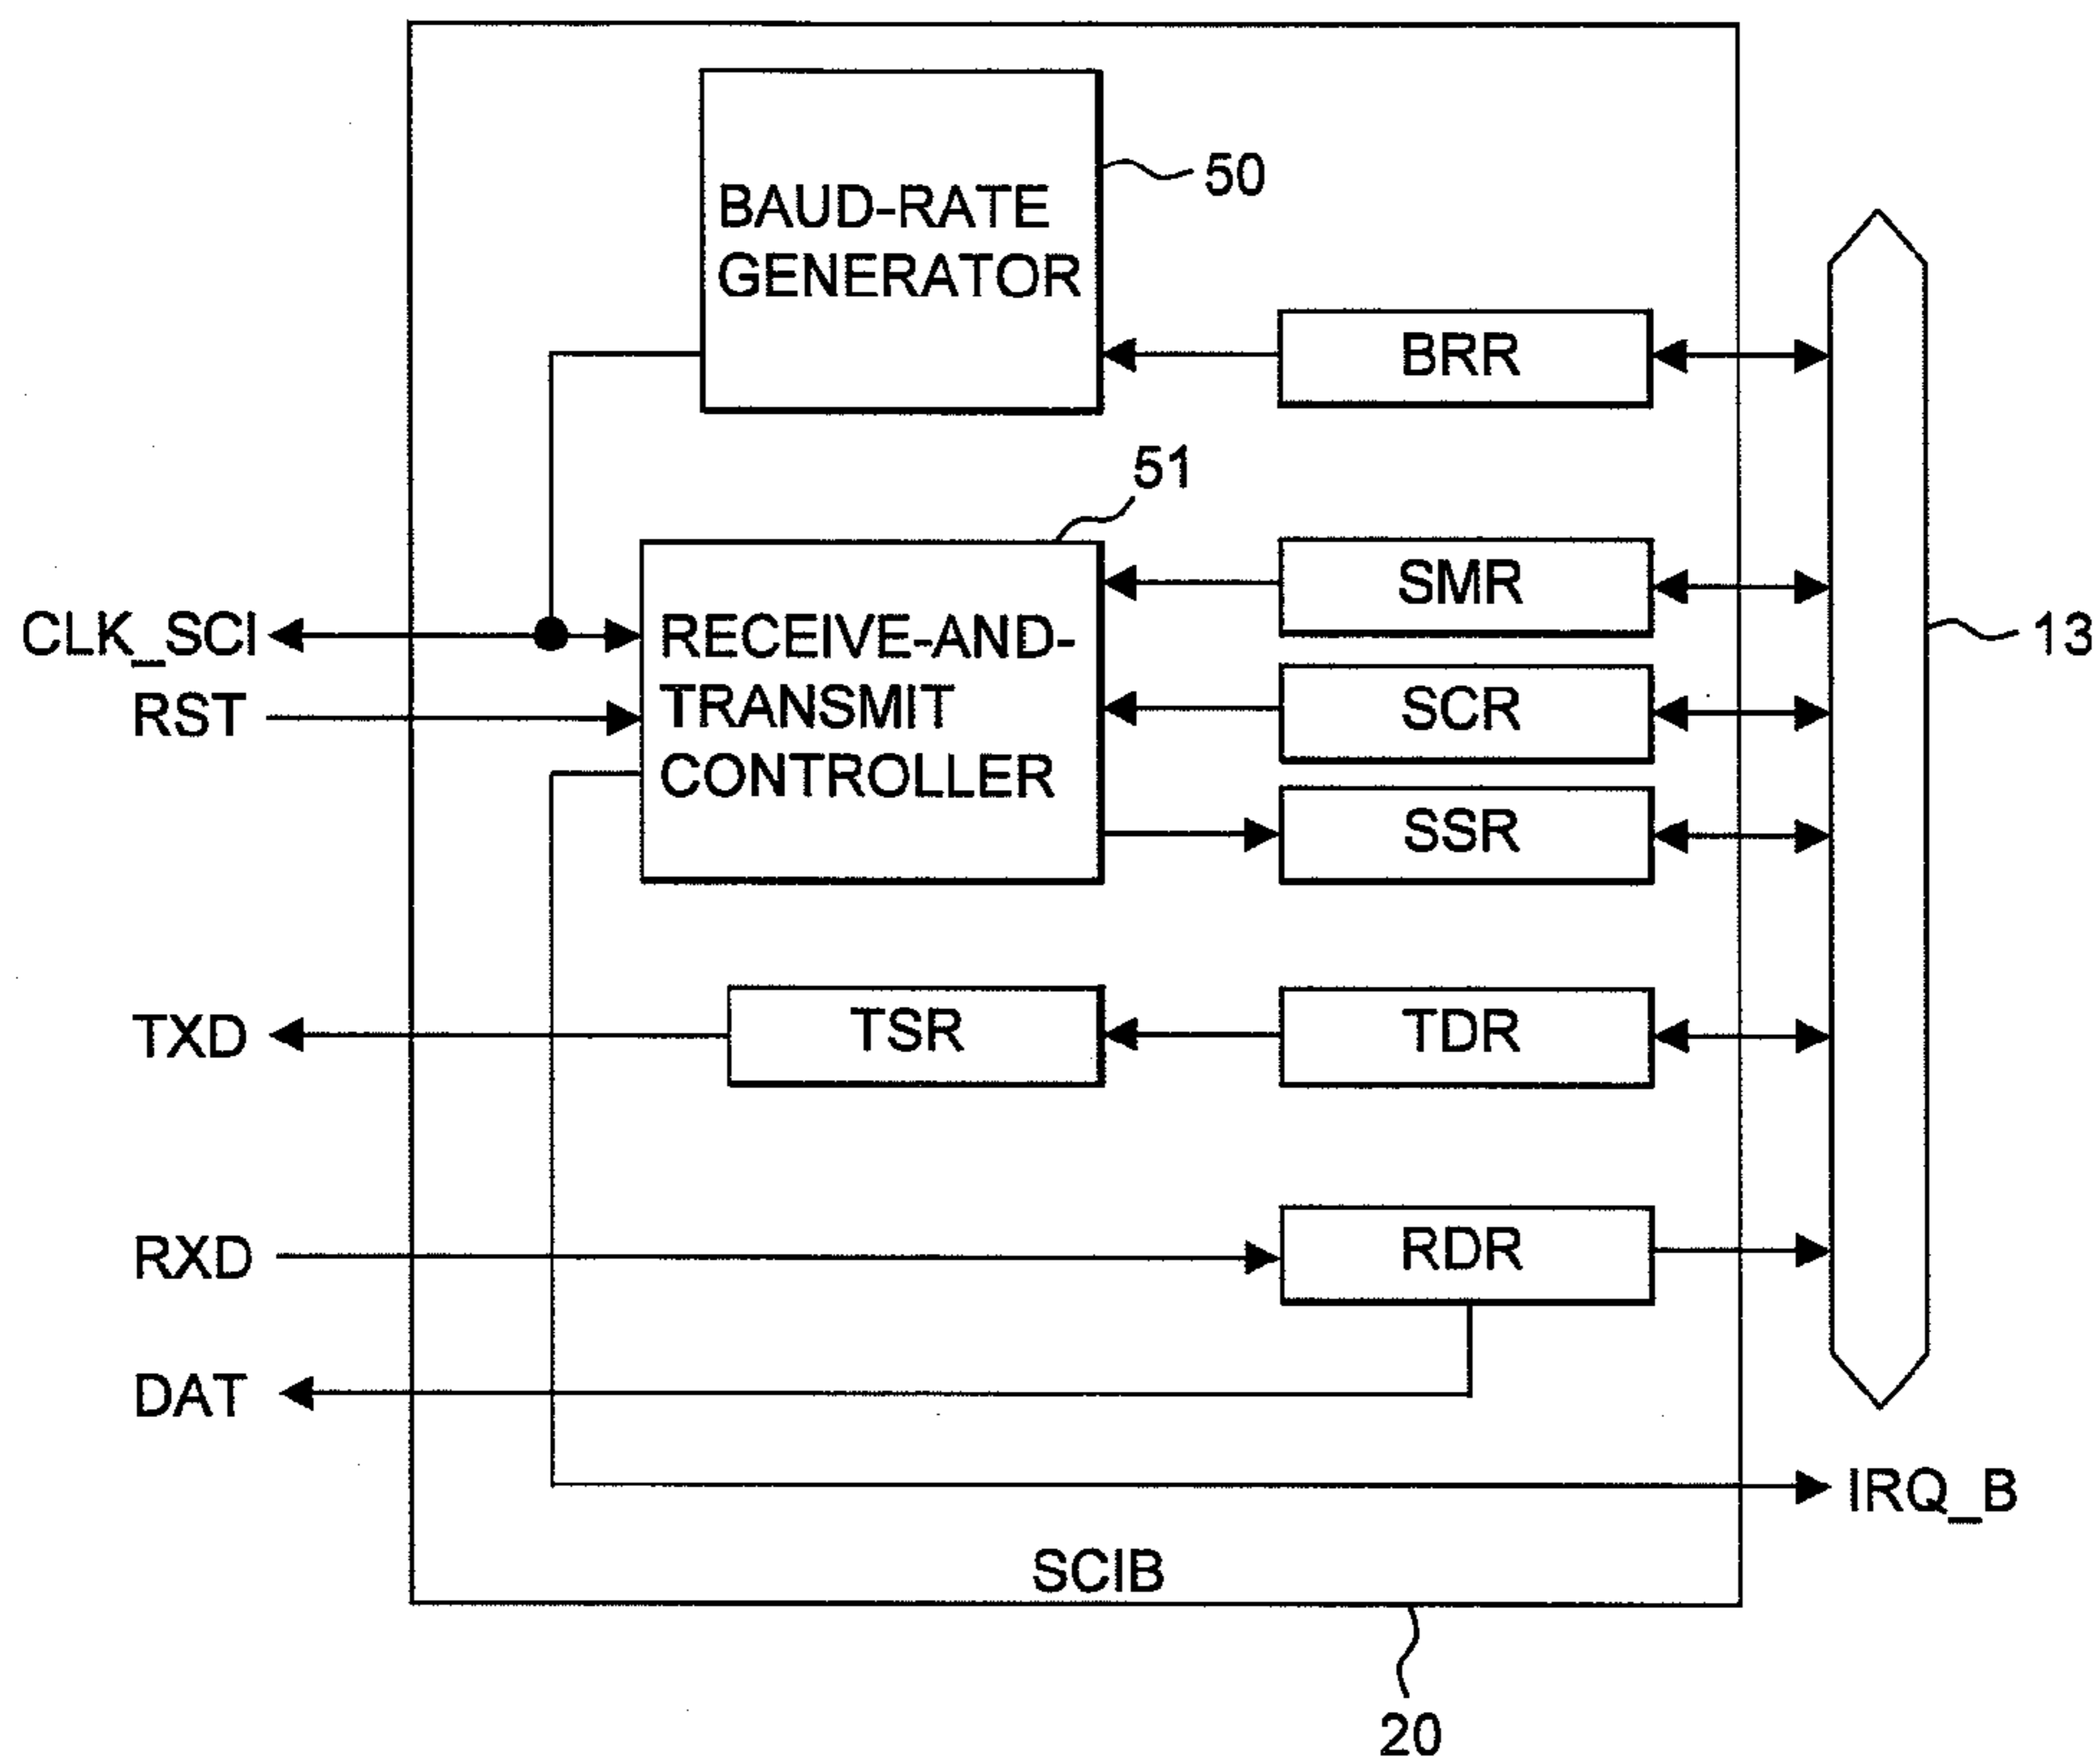 50
BAUD-RATE
GENERATOR
BRR
51
SMR
CLK_SCI
RECEIVE-AND-
13
RST
TRANSMIT
SCR
CONTROLLER
SSR
TXD
TSR
TDR
RXD
RDR
DAT
IRQ_B
SCIB
20